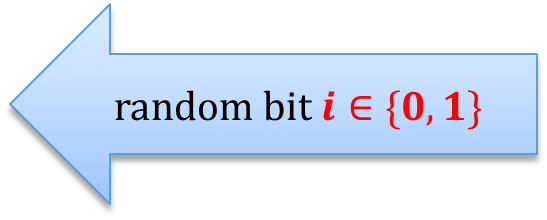 random bit i ∈ {0, 1}